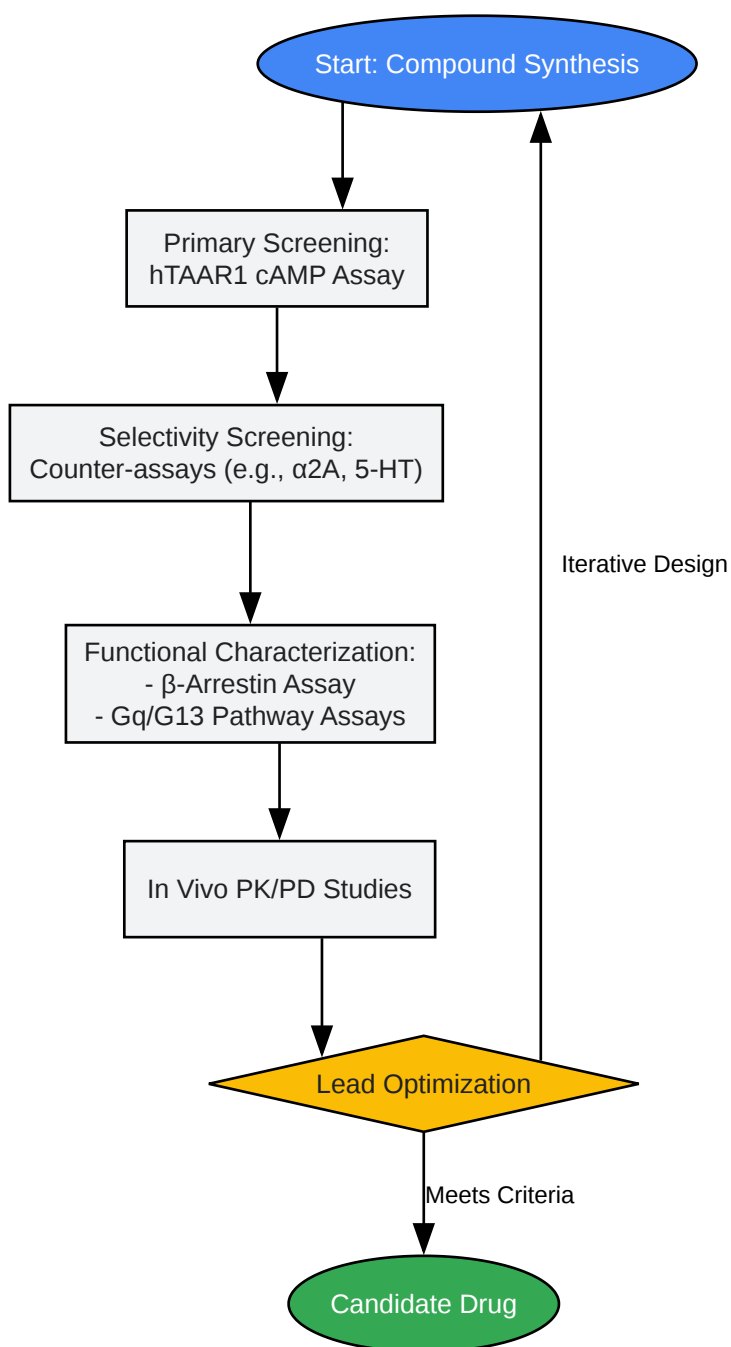 Start: Compound Synthesis
Primary Screening:
hTAAR1 cAMP Assay
Selectivity Screening:
Counter-assays (e.g., α2A, 5-HT)
Iterative Design
Functional Characterization:
- β-Arrestin Assay
- Gq/G13 Pathway Assays
In Vivo PK/PD Studies
Lead Optimization
Meets Criteria
Candidate Drug